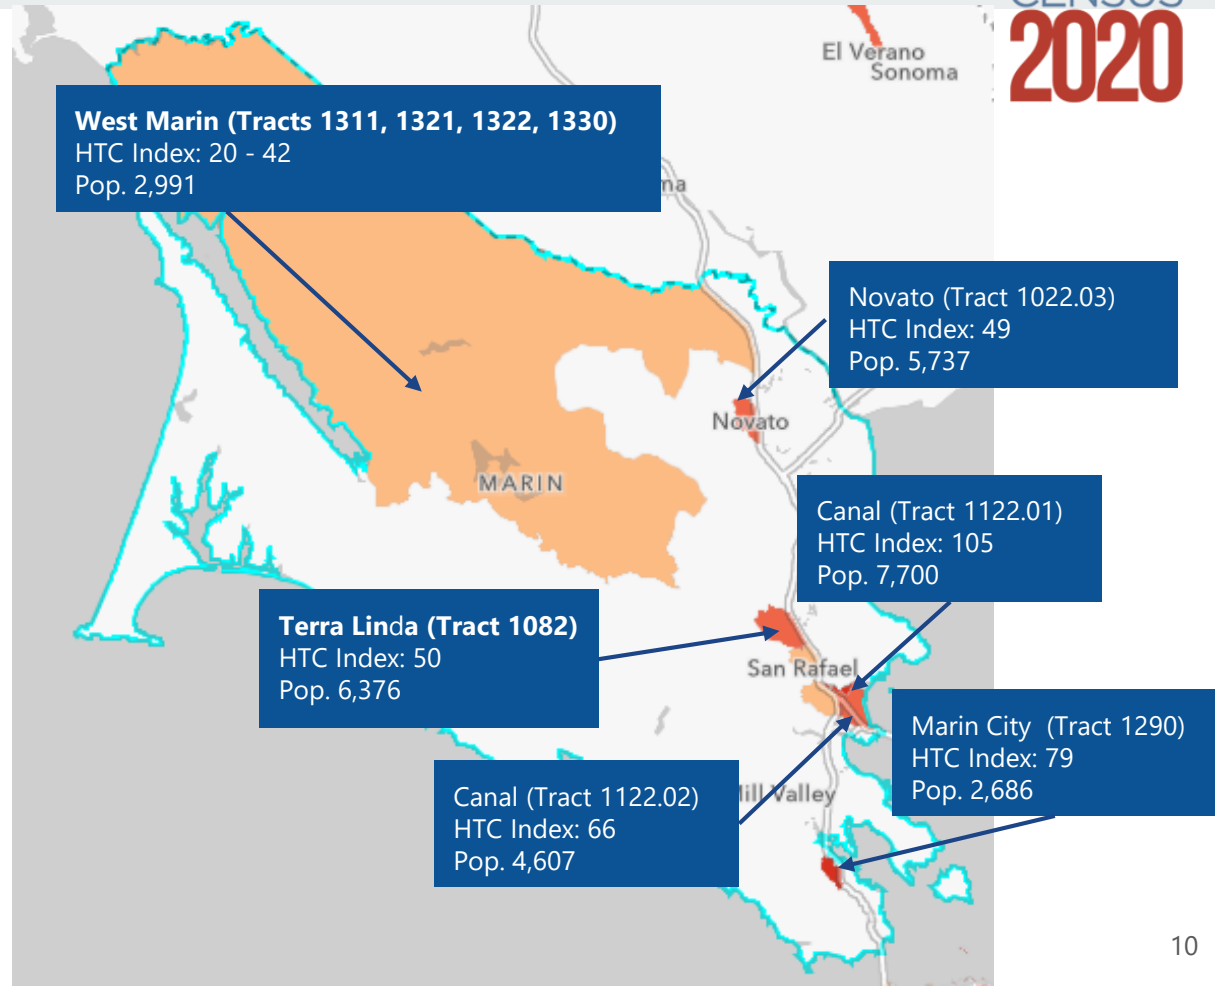 CENSUS
2020
El Verano
Sonoma
West Marin (Tracts 1311, 1321, 1322, 1330)
HTC Index: 20 - 42
Pop. 2,991
Novato (Tract 1022.03)
HTC Index: 49
Pop. 5,737
Novato
MARIN
Canal (Tract 1122.01)
HTC Index: 105
Pop. 7,700
Terra Linda (Tract 1082)
HTC Index: 50
Pop. 6,376
San Rafael
Marin City (Tract 1290)
HTC Index: 79
Pop. 2,686
Canal (Tract 1122.02)
HTC Index: 66
Pop. 4,607
Valley
10